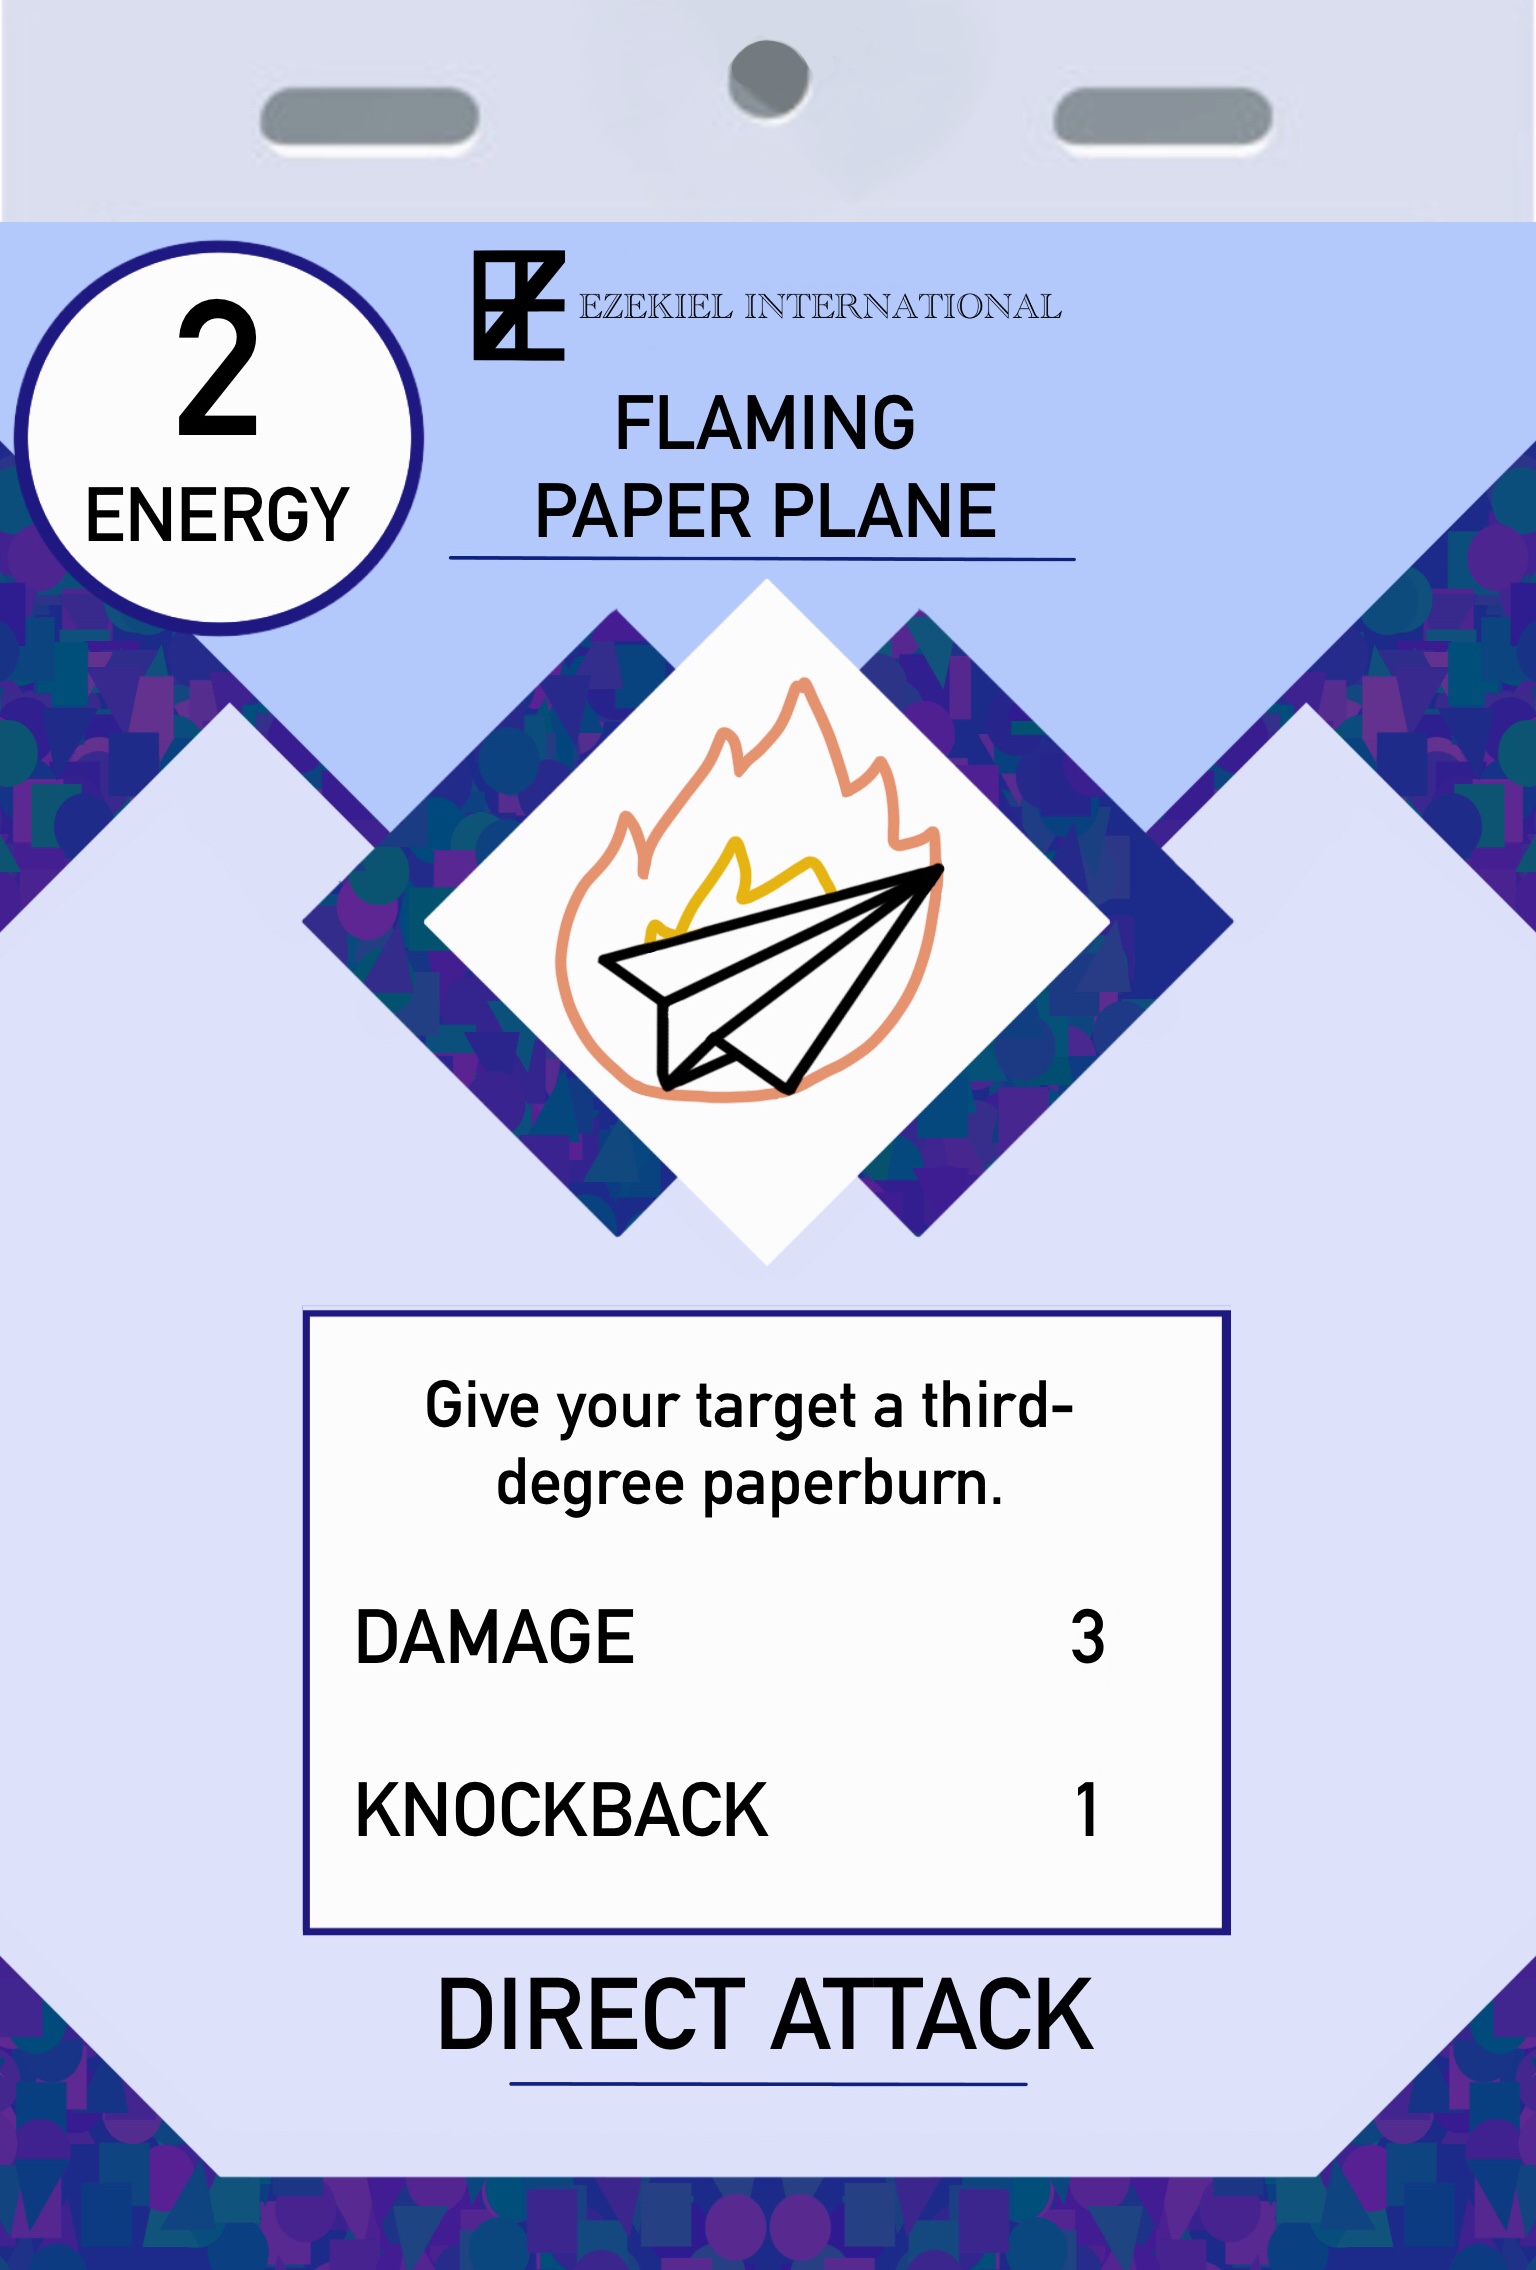 2
ENERGY
EZ
EZEKIEL INTERNATIONAL
FLAMING
PAPER PLANE
Give your target a third-
degree paperburn.
DAMAGE 3
KNOCKBACK 1
DIRECT ATTACK